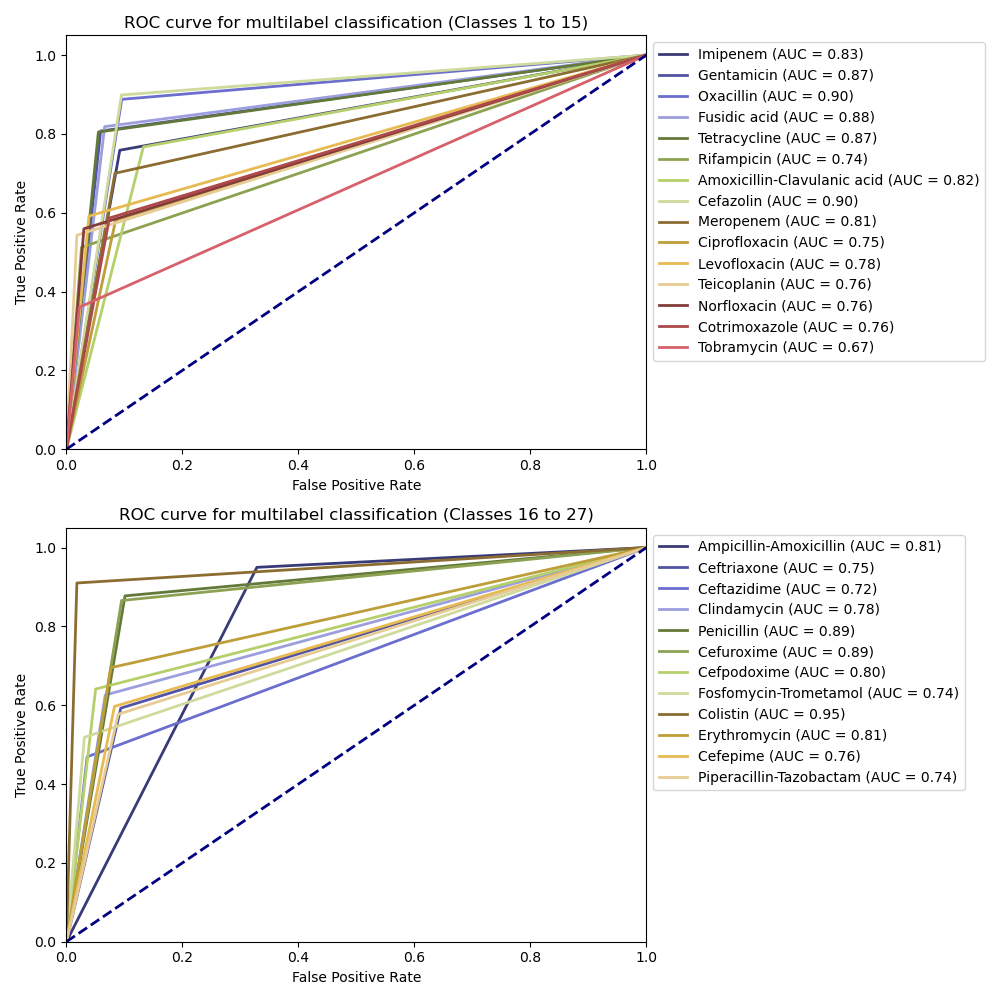 ROC curve for multilabel classification (Classes 1 to 15)
True Positive Rate
1.0
0.8
0.6
0.4
0.2
0.0
0.0 0.2 0.4 0.6 0.8 1.0
False Positive Rate
Imipenem (AUC = 0.83)
Gentamicin (AUC = 0.87)
Oxacillin (AUC = 0.90)
Fusidic acid (AUC = 0.88)
Tetracycline (AUC = 0.87)
Rifampicin (AUC = 0.74)
Amoxicillin-Clavulanic acid (AUC = 0.82)
Cefazolin (AUC = 0.90)
Meropenem (AUC = 0.81)
Ciprofloxacin (AUC = 0.75)
Levofloxacin (AUC = 0.78)
Teicoplanin (AUC = 0.76)
Norfloxacin (AUC = 0.76)
Cotrimoxazole (AUC = 0.76)
Tobramycin (AUC = 0.67)
ROC curve for multilabel classification (Classes 16 to 27)
True Positive Rate
1.0
0.8
0.6
0.4
0.2
0.0
0.0 0.2 0.4 0.6 0.8 1.0
False Positive Rate
Ampicillin-Amoxicillin (AUC = 0.81)
Ceftriaxone (AUC = 0.75)
Ceftazidime (AUC = 0.72)
Clindamycin (AUC = 0.78)
Penicillin (AUC = 0.89)
Cefuroxime (AUC = 0.89)
Cefpodoxime (AUC = 0.80)
Fosfomycin-Trometamol (AUC = 0.74)
Colistin (AUC = 0.95)
Erythromycin (AUC = 0.81)
Cefepime (AUC = 0.76)
Piperacillin-Tazobactam (AUC = 0.74)